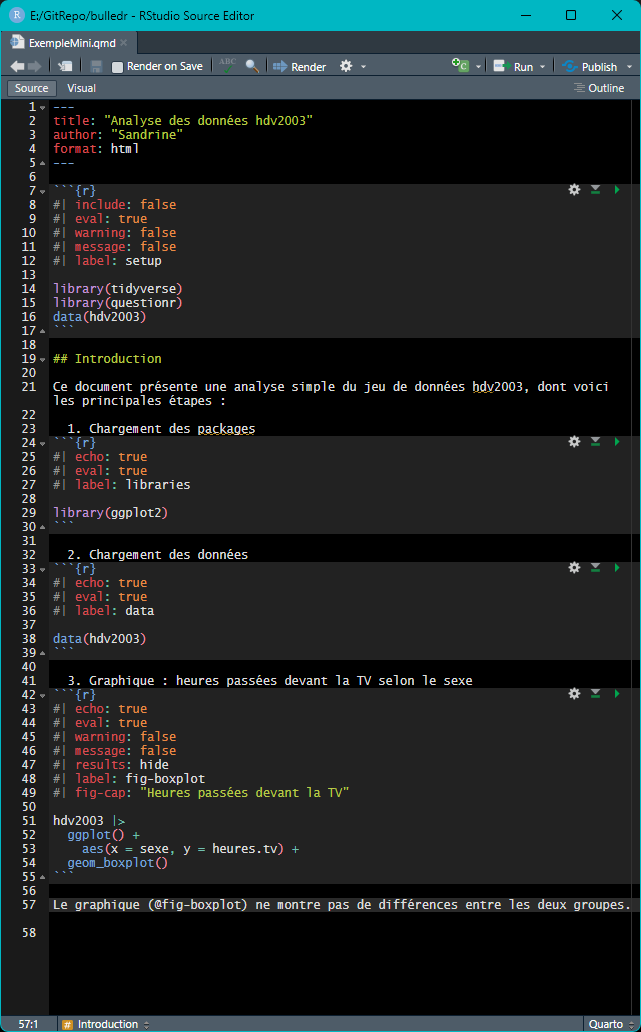 E:/GitRepo/bulledr - RStudio Source Editor
ExempleMini.qmd
Render on Save
ABC
Render
Run
Publish
Source
Visual
Outline
1 ---
2 title: "Analyse des données hdv2003"
3 author: "Sandrine"
4 format: html
5 ---
6
7 ```{r}
8 #| include: false
9 #| eval: true
10 #| warning: false
11 #| message: false
12 #| label: setup
13
14 library(tidyverse)
15 library(questionr)
16 data(hdv2003)
17 ```
18
19 ## Introduction
20
21 Ce document présente une analyse simple du jeu de données hdv2003, dont voici
les principales étapes :
22
23 1. Chargement des packages
24 ```{r}
25 #| echo: true
26 #| eval: true
27 #| label: libraries
28
29 library(ggplot2)
30 ```
31
32 2. Chargement des données
33 ```{r}
34 #| echo: true
35 #| eval: true
36 #| label: data
37
38 data(hdv2003)
39 ```
40
41 3. Graphique : heures passées devant la TV selon le sexe
42 ```{r}
43 #| echo: true
44 #| eval: true
45 #| warning: false
46 #| message: false
47 #| results: hide
48 #| label: fig-boxplot
49 #| fig-cap: "Heures passées devant la TV"
50
51 hdv2003 |>
52 ggplot() +
53 aes(x = sexe, y = heures.tv) +
54 geom_boxplot()
55 ```
56
57 Le graphique (@fig-boxplot) ne montre pas de différences entre les deux groupes.
58
57:1
# Introduction
Quarto